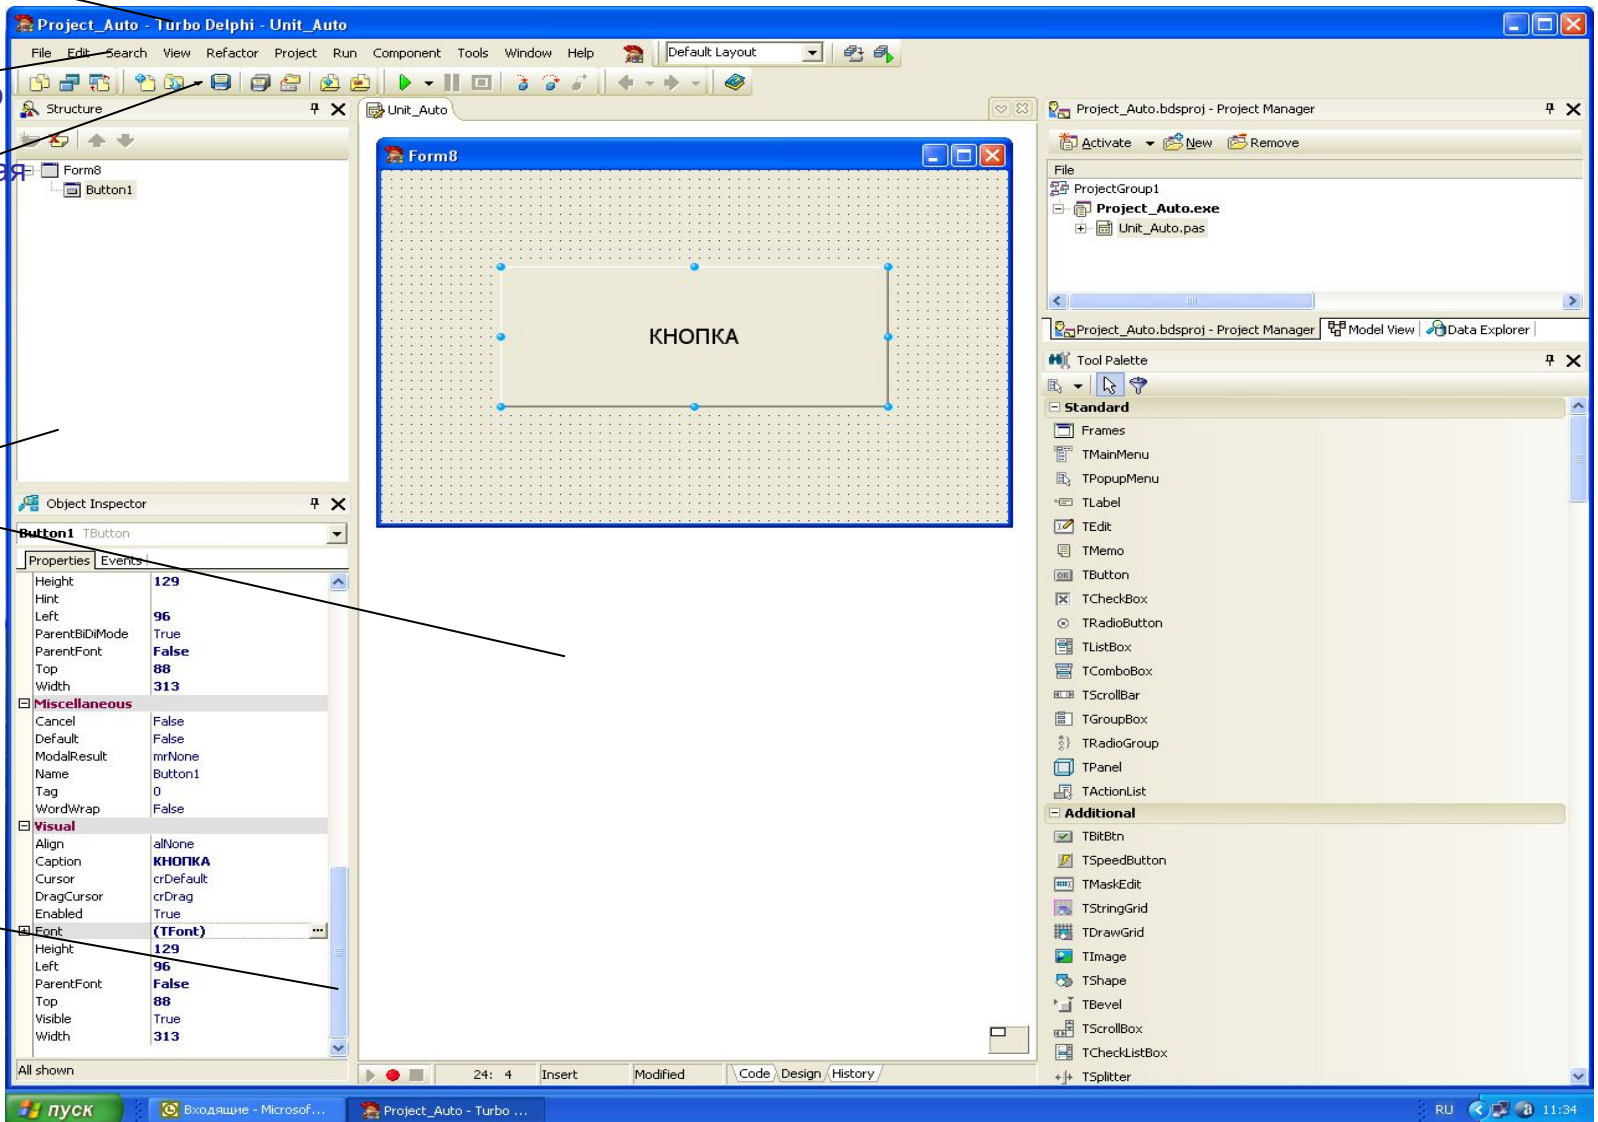 Project_Auto - Turbo Delphi - Unit_Auto
File Edit Search View Refactor Project Run Component Tools Window Help Default Layout
Structure
Form8
Button1
Unit_Auto
Form8
КНОПКА
Project_Auto.bdsproj - Project Manager
Activate New Remove
File
ProjectGroup1
Project_Auto.exe
Unit_Auto.pas
Project_Auto.bdsproj - Project Manager Model View Data Explorer
Tool Palette
Standard
Frames
TMainMenu
TPopupMenu
TLabel
TEdit
TMemo
TButton
TCheckBox
TRadioButton
TListBox
TComboBox
TScrollBar
TGroupBox
TRadioGroup
TPanel
TActionList
Additional
TBitBtn
TSpeedButton
TMaskEdit
TStringGrid
TDrawGrid
TImage
TShape
TBevel
TScrollBox
TCheckListBox
TSplitter
Object Inspector
Button1 TButton
Properties Events
Height 129
Hint
Left 96
ParentBiDiMode True
ParentFont False
Top 88
Width 313
Miscellaneous
Cancel False
Default False
ModalResult mrNone
Name Button1
Tag 0
WordWrap False
Visual
Align alNone
Caption КНОПКА
Cursor crDefault
DragCursor crDrag
Enabled True
Font (TFont)
Height 129
Left 96
ParentFont False
Top 88
Visible True
Width 313
All shown
24: 4 Insert Modified Code Design History
пуск Входящие - Microsof... Project_Auto - Turbo ... RU 11:34